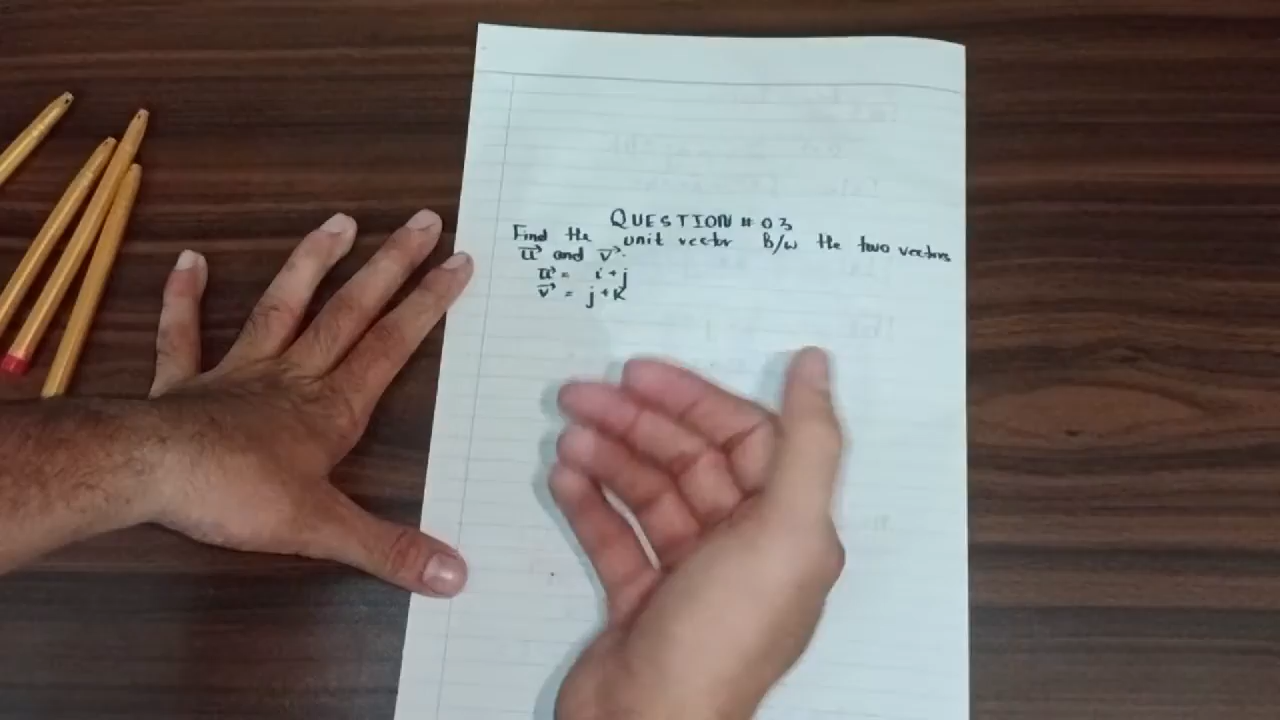 QUESTION # 03
Find the unit vector B/w the two vectors
u⃗ and v⃗.
u⃗ = i + j
v⃗ = j + k